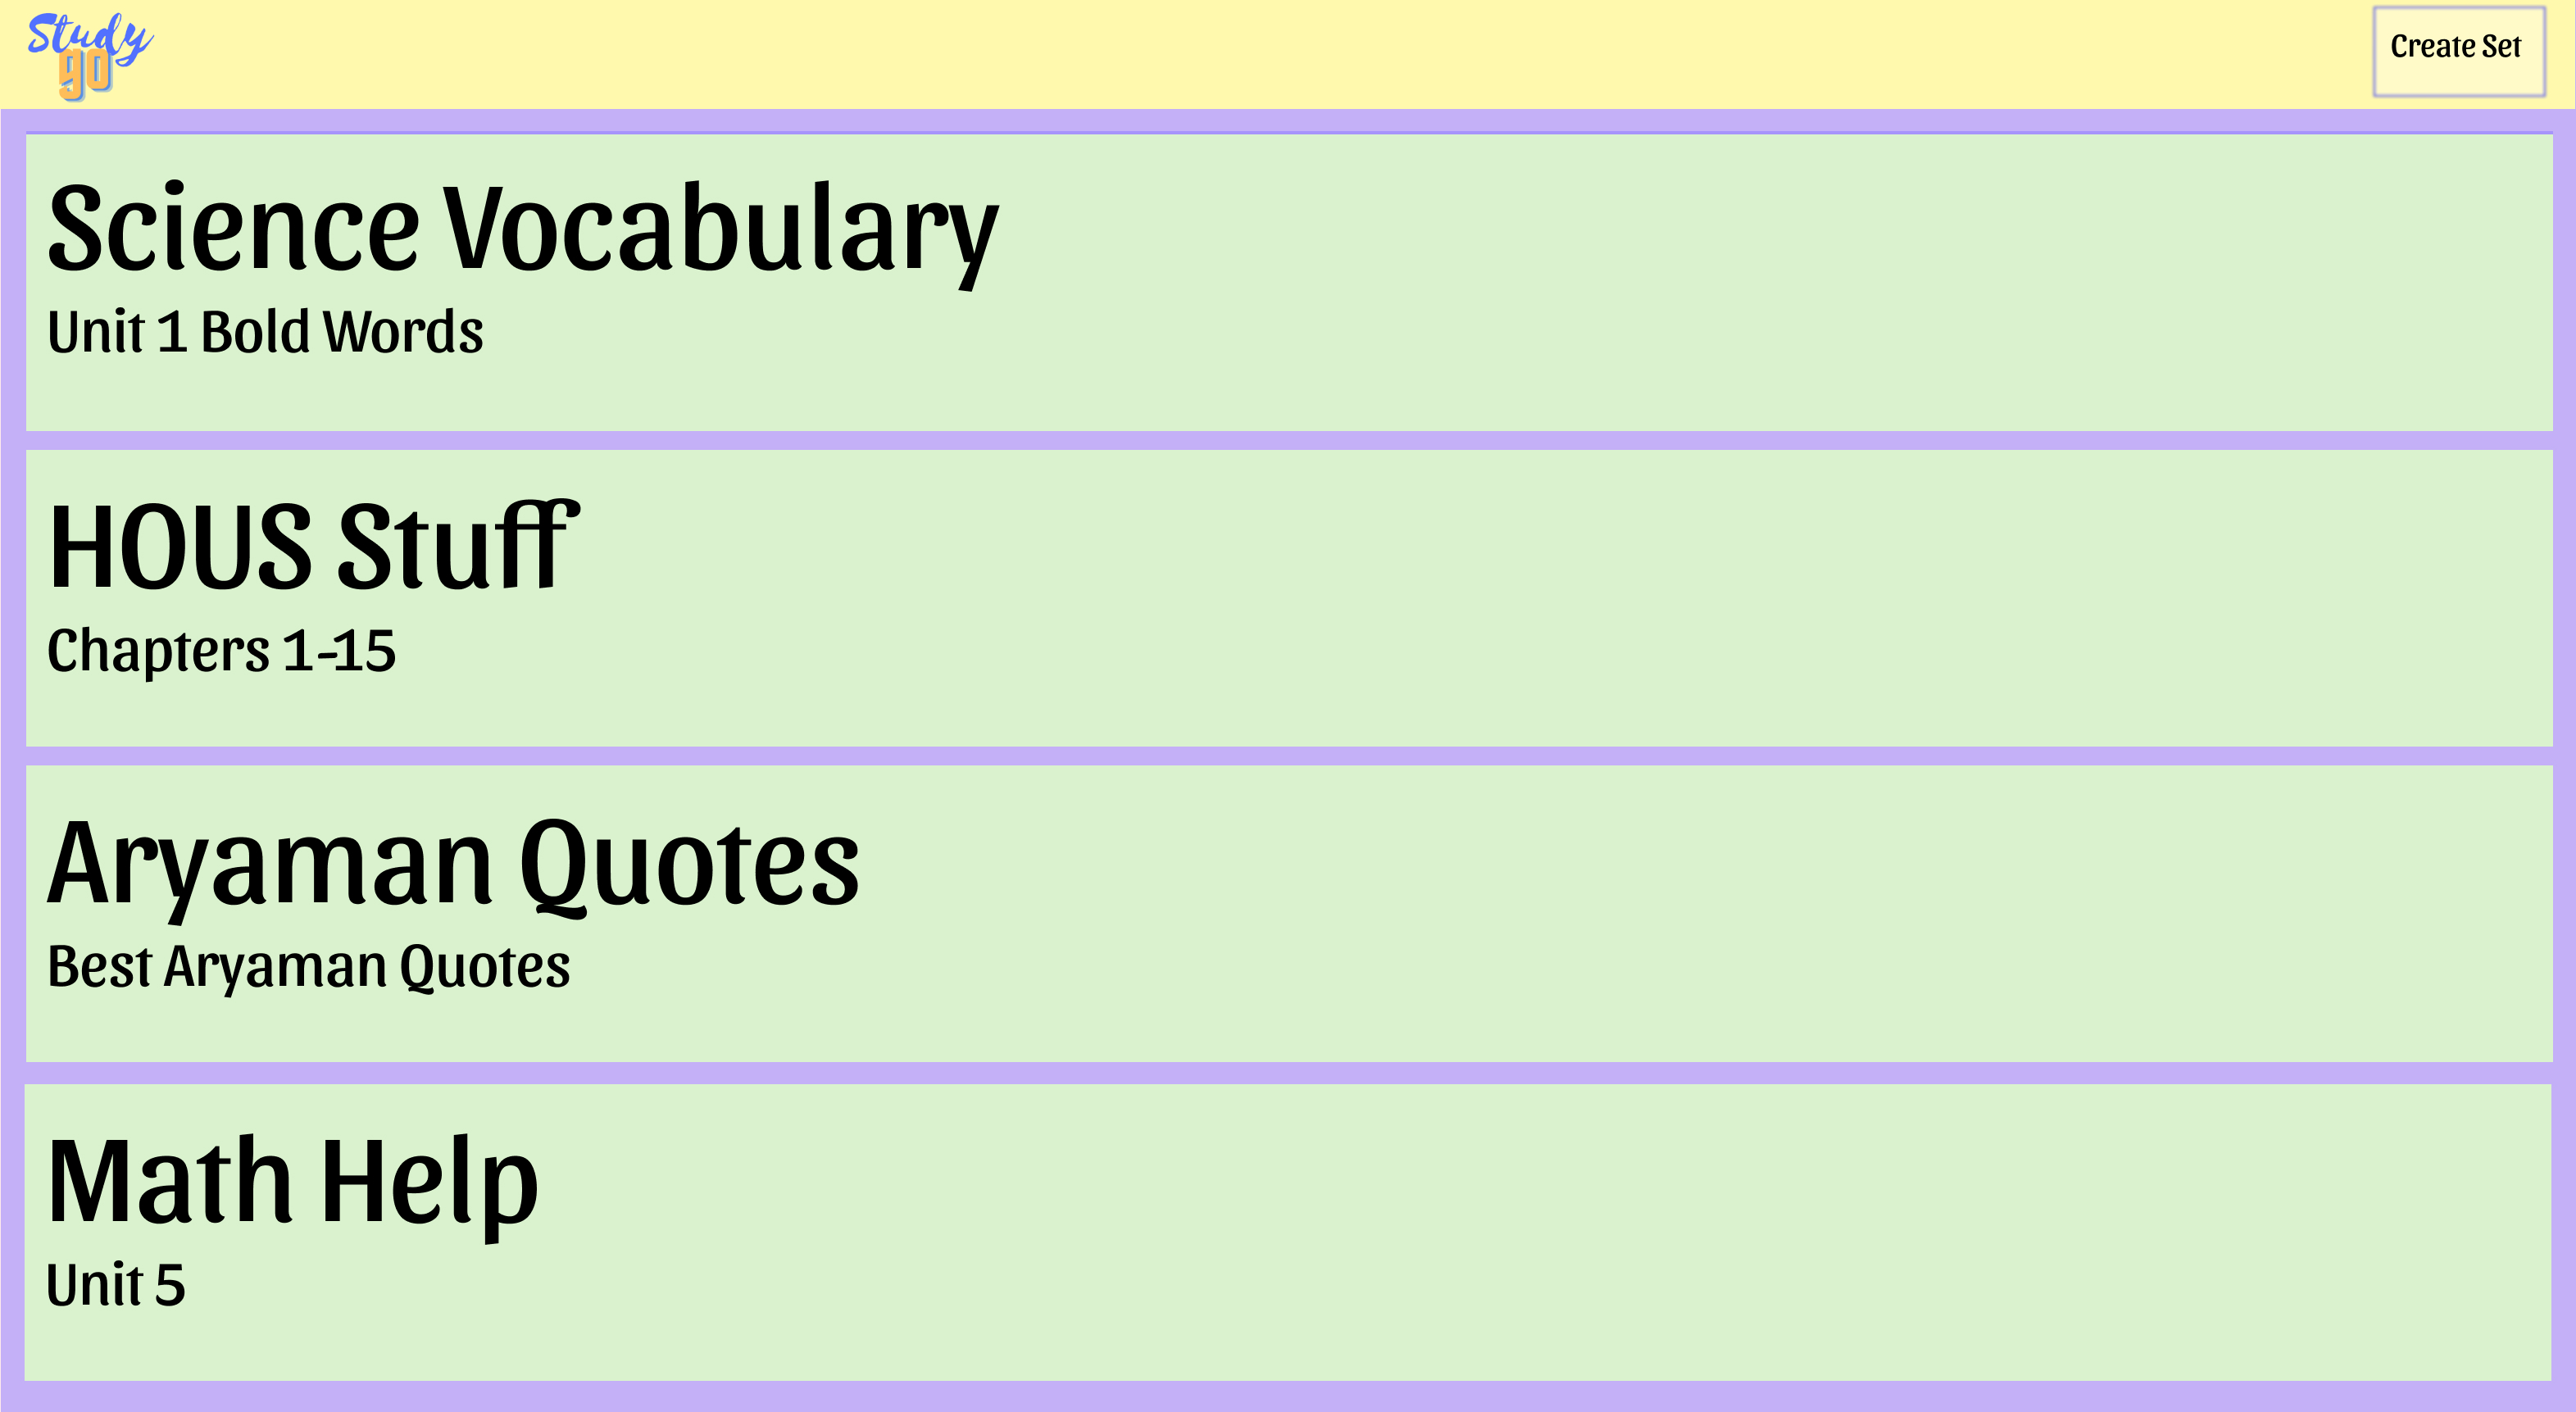 Study
go
Create Set
Science Vocabulary
Unit 1 Bold Words
HOUS Stuff
Chapters 1-15
Aryaman Quotes
Best Aryaman Quotes
Math Help
Unit 5